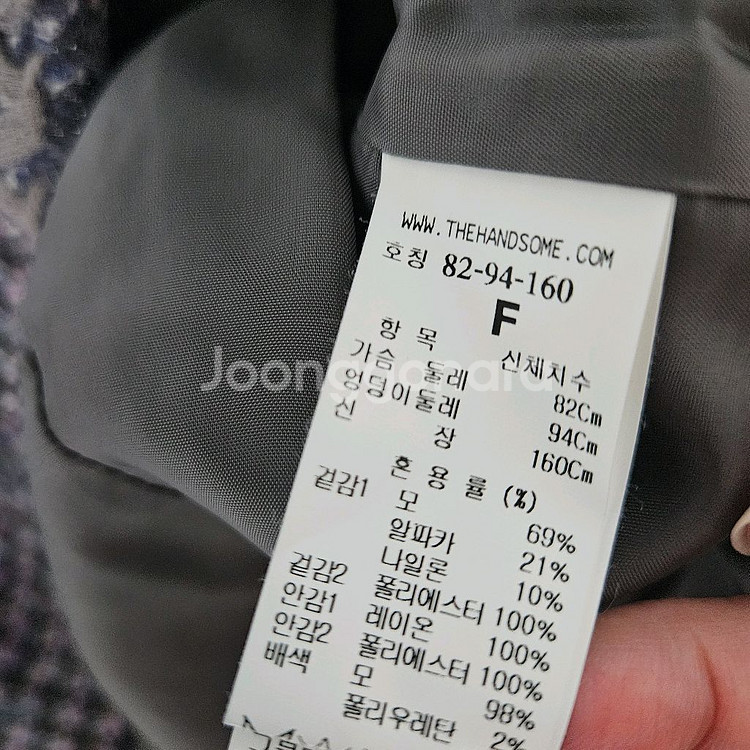 WWW.THEHANDSOME.COM
호칭 82-94-160
F
항 목 신체치수
가슴 둘레 82Cm
엉덩이둘레 94Cm
신 장 160Cm
혼 용 률 (%)
겉감1 모 69%
알파카 21%
나일론 10%
겉감2 폴리에스터 100%
안감1 레이온 100%
안감2 폴리에스터 100%
배색 모 98%
폴리우레탄 2%
Joonggonara